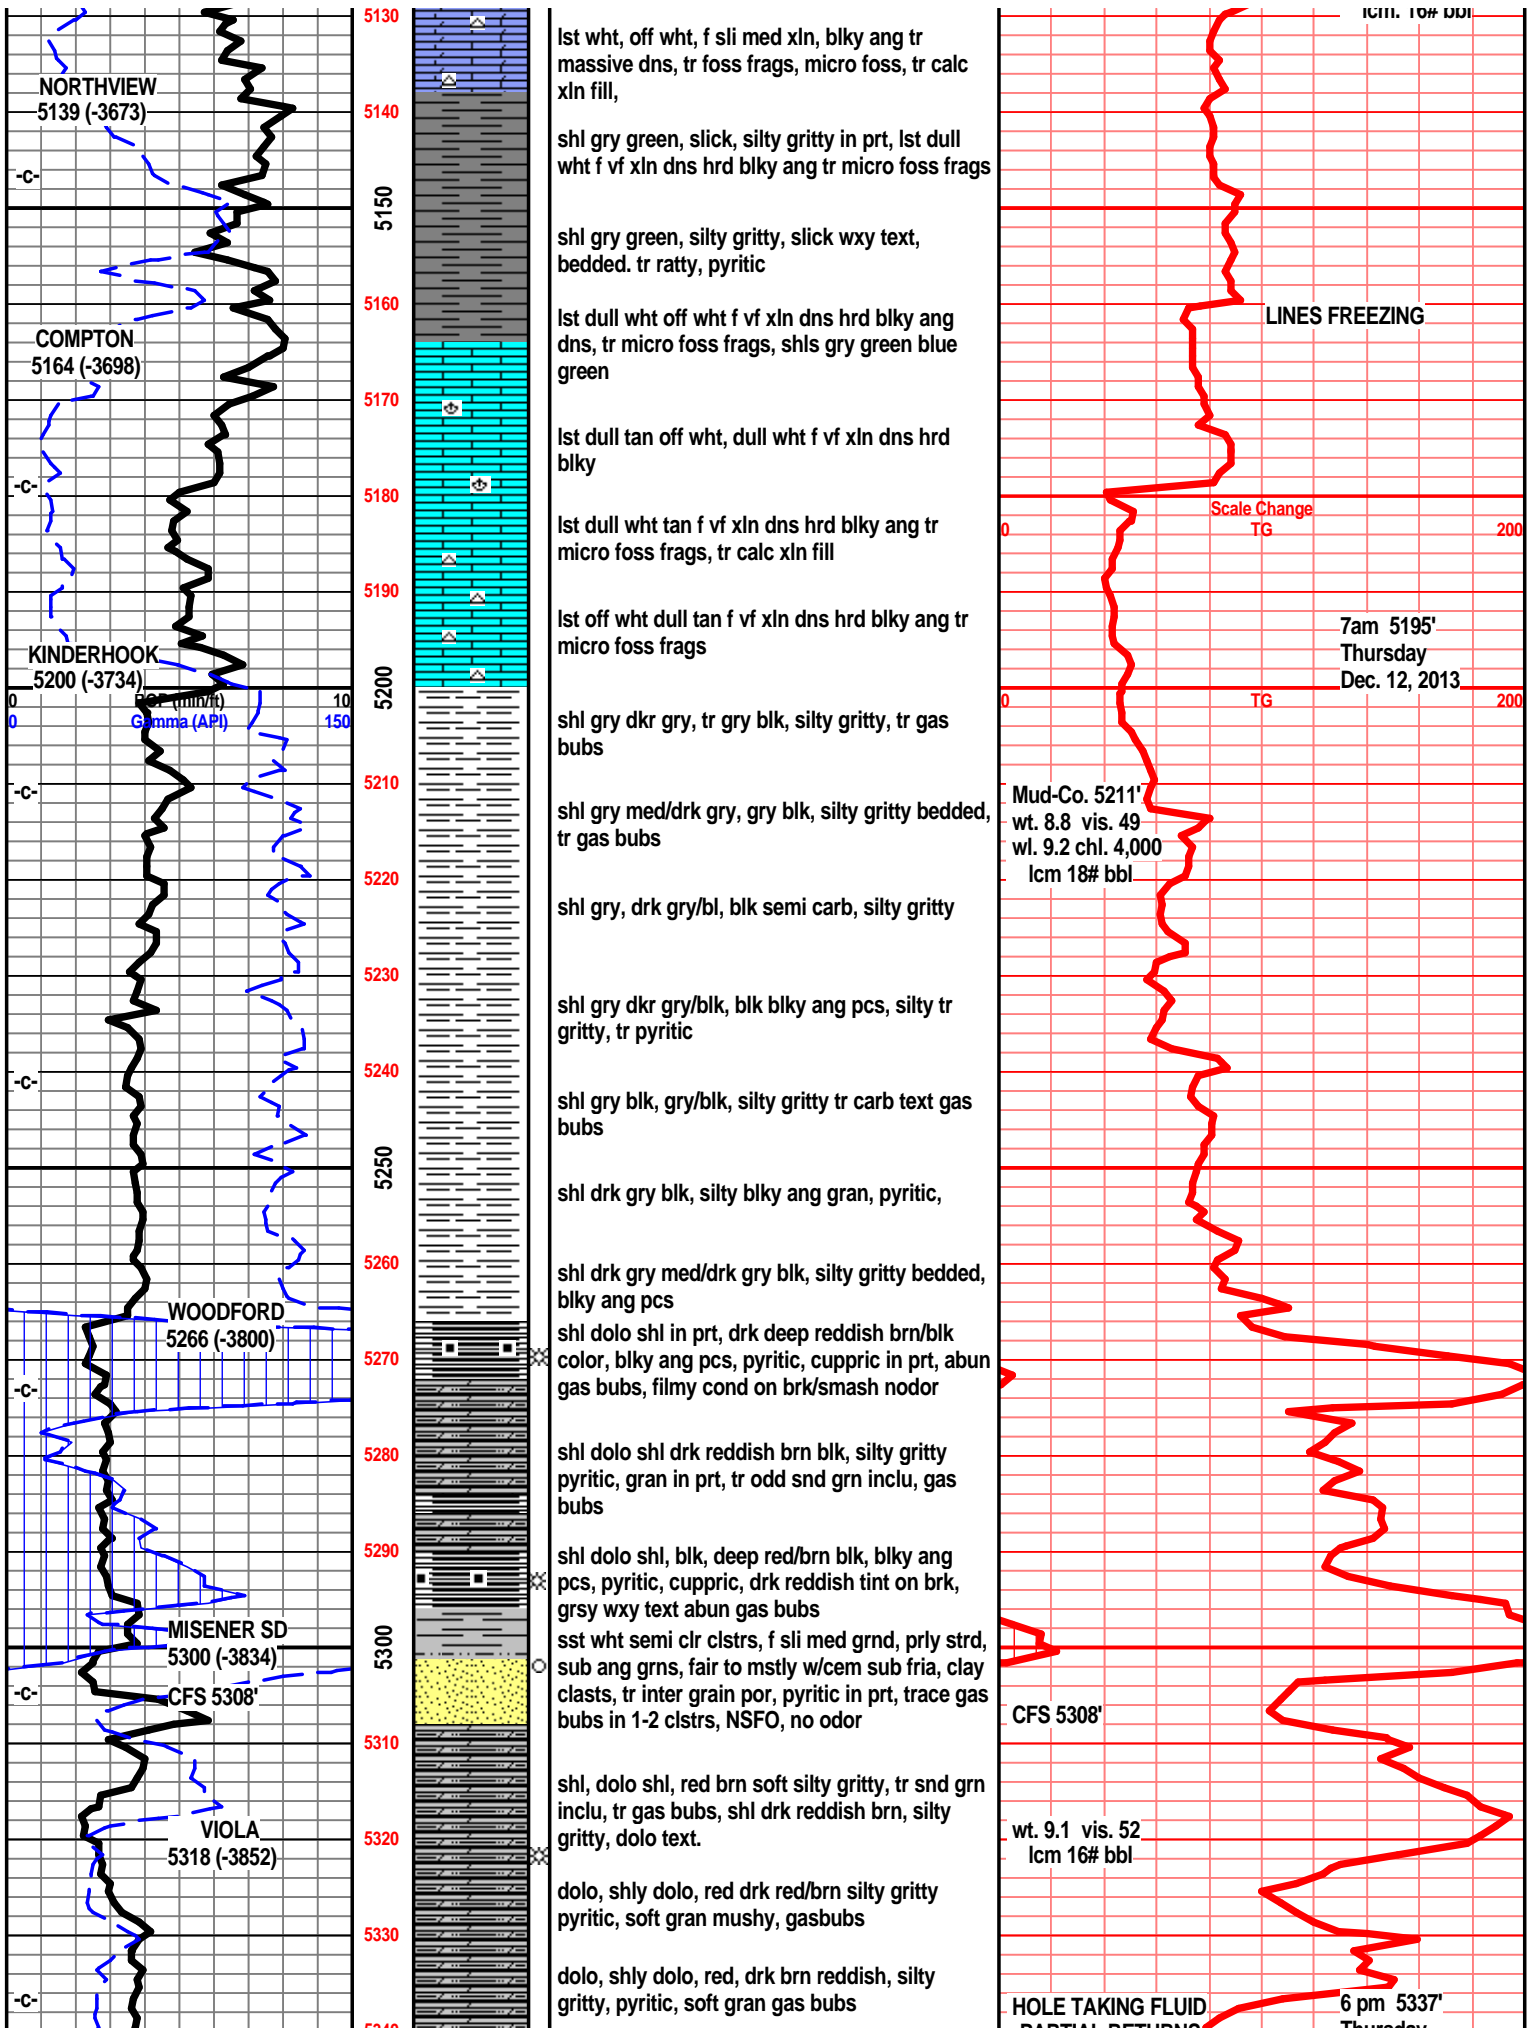 5130
lcm. 16# bbl
lst wht, off wht, f sli med xln, blky ang tr
massive dns, tr foss frags, micro foss, tr calc
xln fill,
NORTHVIEW
5139 (-3673)
5140
shl gry green, slick, silty gritty in prt, lst dull
wht f vf xln dns hrd blky ang tr micro foss frags
-c-
5150
shl gry green, silty gritty, slick wxy text,
bedded. tr ratty, pyritic
5160
LINES FREEZING
lst dull wht off wht f vf xln dns hrd blky ang
dns, tr micro foss frags, shls gry green blue
green
COMPTON
5164 (-3698)
5170
lst dull tan off wht, dull wht f vf xln dns hrd
blky
-c-
5180
Scale Change
0 TG 200
lst dull wht tan f vf xln dns hrd blky ang tr
micro foss frags, tr calc xln fill
5190
lst off wht dull tan f vf xln dns hrd blky ang tr
micro foss frags
7am 5195'
Thursday
Dec. 12, 2013
KINDERHOOK
5200 (-3734)
5200
0 ROP (min/ft) 10
0 Gamma (API) 150
0 TG 200
shl gry dkr gry, tr gry blk, silty gritty, tr gas
bubs
5210
-c-
Mud-Co. 5211'
wt. 8.8 vis. 49
wl. 9.2 chl. 4,000
lcm 18# bbl
shl gry med/drk gry, gry blk, silty gritty bedded,
tr gas bubs
5220
shl gry, drk gry/bl, blk semi carb, silty gritty
5230
shl gry dkr gry/blk, blk blky ang pcs, silty tr
gritty, tr pyritic
5240
-c-
shl gry blk, gry/blk, silty gritty tr carb text gas
bubs
5250
shl drk gry blk, silty blky ang gran, pyritic,
5260
shl drk gry med/drk gry blk, silty gritty bedded,
blky ang pcs
WOODFORD
5266 (-3800)
5270
shl dolo shl in prt, drk deep reddish brn/blk
color, blky ang pcs, pyritic, cuppric in prt, abun
gas bubs, filmy cond on brk/smash nodor
-c-
5280
shl dolo shl drk reddish brn blk, silty gritty
pyritic, gran in prt, tr odd snd grn inclu, gas
bubs
5290
shl dolo shl, blk, deep red/brn blk, blky ang
pcs, pyritic, cuppric, drk reddish tint on brk,
grsy wxy text abun gas bubs
MISENER SD
5300 (-3834)
5300
sst wht semi clr clstrs, f sli med grnd, prly strd,
sub ang grns, fair to mstly w/cem sub fria, clay
clasts, tr inter grain por, pyritic in prt, trace gas
bubs in 1-2 clstrs, NSFO, no odor
-c-
CFS 5308'
CFS 5308'
5310
shl, dolo shl, red brn soft silty gritty, tr snd grn
inclu, tr gas bubs, shl drk reddish brn, silty
gritty, dolo text.
VIOLA
5318 (-3852)
5320
wt. 9.1 vis. 52
lcm 16# bbl
dolo, shly dolo, red drk red/brn silty gritty
pyritic, soft gran mushy, gasbubs
5330
dolo, shly dolo, red, drk brn reddish, silty
gritty, pyritic, soft gran gas bubs
-c-
HOLE TAKING FLUID
PARTIAL RETURNS
6 pm 5337'
Thursday
5340